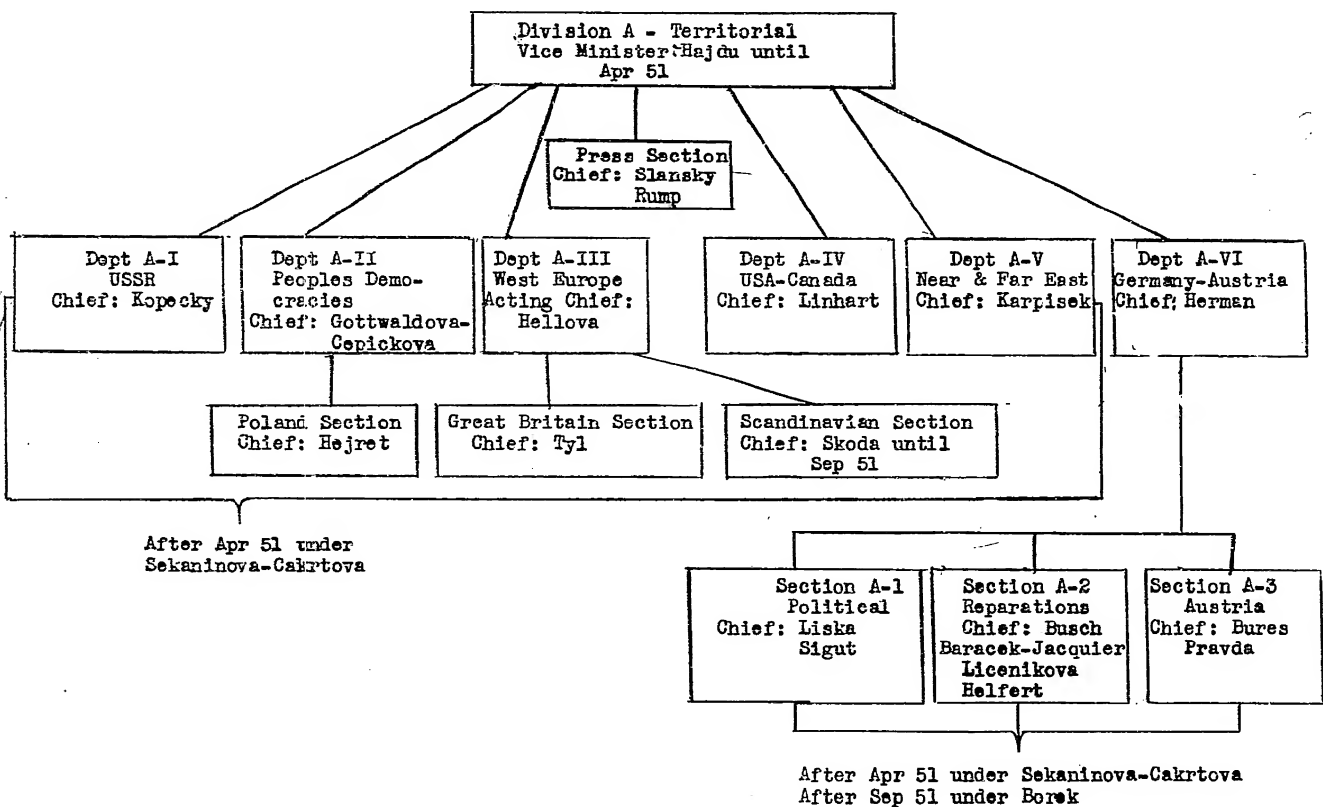 Division A - Territorial
Vice Minister: Hajdu until
Apr 51
Press Section
Chief: Slansky
Rump
Dept A-I
USSR
Chief: Kopecky
Dept A-II
Peoples Demo-
cracies
Chief: Gottwaldova-
Cepickova
Dept A-III
West Europe
Acting Chief:
Hellova
Dept A-IV
USA-Canada
Chief: Linhart
Dept A-V
Near & Far East
Chief: Karpisek
Dept A-VI
Germany-Austria
Chief: Herman
Poland Section
Chief: Hejret
Great Britain Section
Chief: Tyl
Scandinavian Section
Chief: Skoda until
Sep 51
After Apr 51 under
Sekaninova-Cakrtova
Section A-1
Political
Chief: Liska
Sigut
Section A-2
Reparations
Chief: Busch
Baracek-Jacquier
Licenikova
Helfert
Section A-3
Austria
Chief: Bures
Pravda
After Apr 51 under Sekaninova-Cakrtova
After Sep 51 under Borek